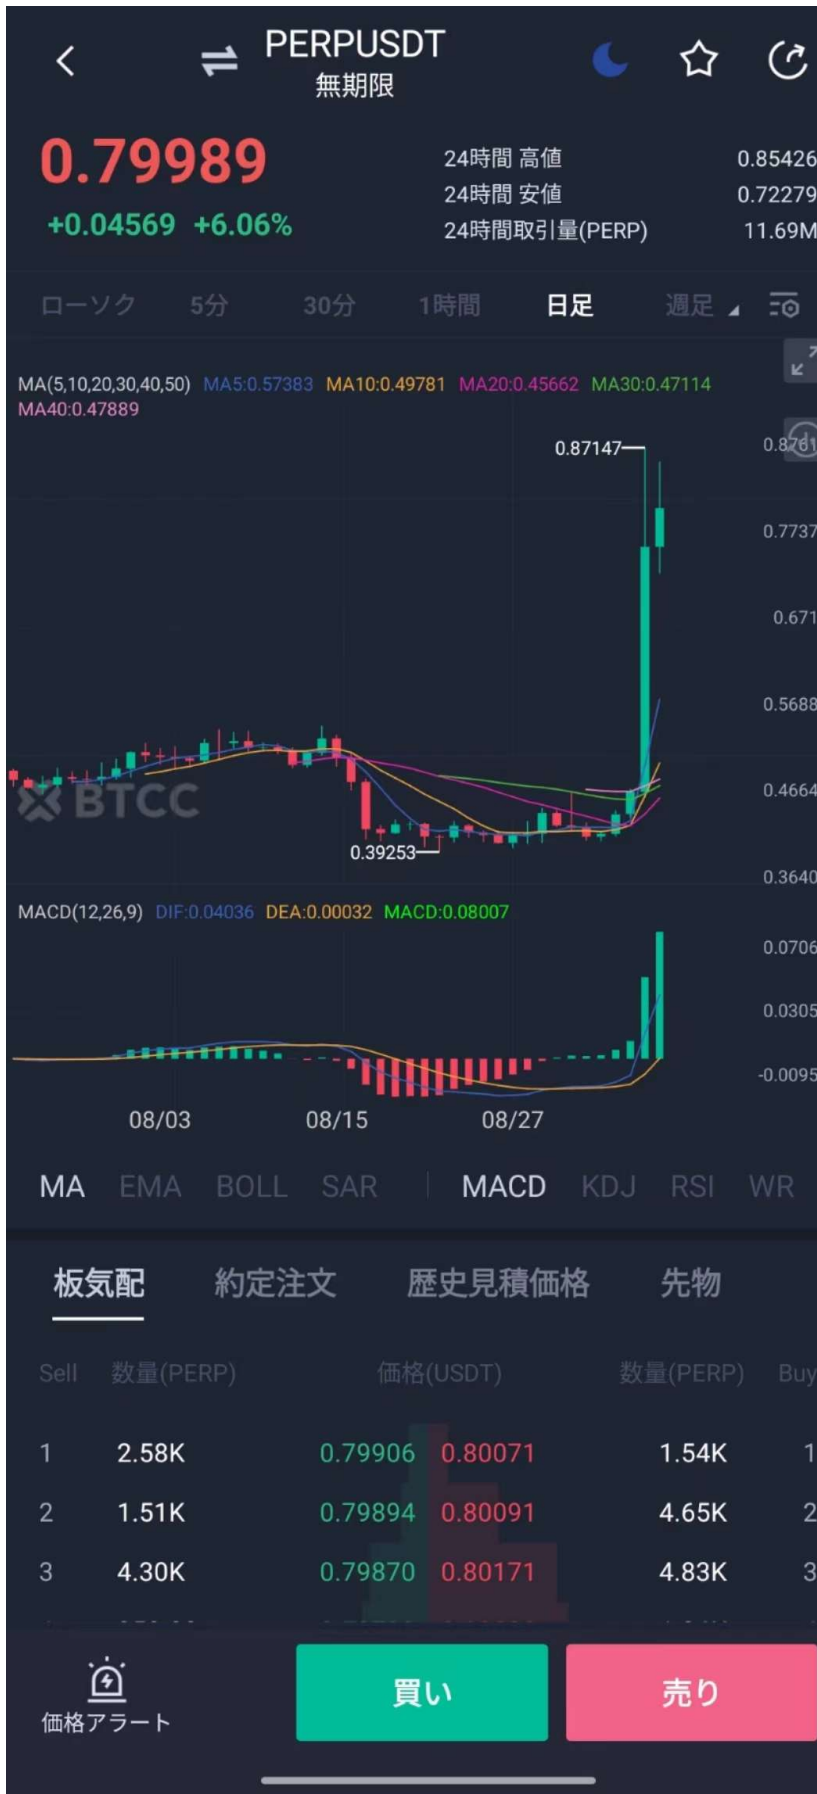 PERPUSDT
無期限
0.79989
+0.04569 +6.06%
24時間 高値 0.85426
24時間 安値 0.72279
24時間取引量(PERP) 11.69M
ローソク 5分 30分 1時間 日足 週足
MA(5,10,20,30,40,50) MA5:0.57383 MA10:0.49781 MA20:0.45662 MA30:0.47114
MA40:0.47889
0.87147
0.8761
0.7737
0.671
0.5688
BTCC
0.4664
0.39253
0.3640
MACD(12,26,9) DIF:0.04036 DEA:0.00032 MACD:0.08007
0.0706
0.0305
-0.0095
08/03 08/15 08/27
MA EMA BOLL SAR MACD KDJ RSI WR
板気配 約定注文 歴史見積価格 先物
Sell 数量(PERP) 価格(USDT) 数量(PERP) Buy
1 2.58K 0.79906 0.80071 1.54K 1
2 1.51K 0.79894 0.80091 4.65K 2
3 4.30K 0.79870 0.80171 4.83K 3
価格アラート
買い
売り